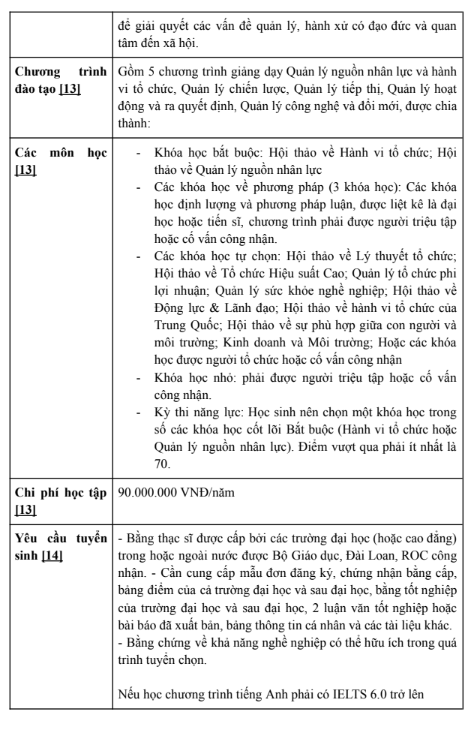 để giải quyết các vấn đề quản lý, hành xử có đạo đức và quan
tâm đến xã hội.
Chương trình
đào tạo [13]
Gồm 5 chương trình giảng dạy Quản lý nguồn nhân lực và hành
vi tổ chức, Quản lý chiến lược, Quản lý tiếp thị, Quản lý hoạt
động và ra quyết định, Quản lý công nghệ và đổi mới, được chia
thành:
Các môn học
[13]
- Khóa học bắt buộc: Hội thảo về Hành vi tổ chức; Hội
thảo về Quản lý nguồn nhân lực
- Các khóa học về phương pháp (3 khóa học): Các khóa
học định lượng và phương pháp luận, được liệt kê là đại
học hoặc tiến sĩ, chương trình phải được người triệu tập
hoặc cố vấn công nhận.
- Các khóa học tự chọn: Hội thảo về Lý thuyết tổ chức;
Hội thảo về Tổ chức Hiệu suất Cao; Quản lý tổ chức phi
lợi nhuận; Quản lý sức khỏe nghề nghiệp; Hội thảo về
Động lực & Lãnh đạo; Hội thảo về hành vi tổ chức của
Trung Quốc; Hội thảo về sự phù hợp giữa con người và
môi trường; Kinh doanh và Môi trường; Hoặc các khóa
học được người tổ chức hoặc cố vấn công nhận
- Khóa học nhỏ: phải được người triệu tập hoặc cố vấn
công nhận.
- Kỳ thi năng lực: Học sinh nên chọn một khóa học trong
số các khóa học cốt lõi Bắt buộc (Hành vi tổ chức hoặc
Quản lý nguồn nhân lực). Điểm vượt qua phải ít nhất là
70.
Chi phí học tập
[13]
90.000.000 VNĐ/năm
Yêu cầu tuyển
sinh [14]
- Bằng thạc sĩ được cấp bởi các trường đại học (hoặc cao đẳng)
trong hoặc ngoài nước được Bộ Giáo dục, Đài Loan, ROC công
nhận. - Cần cung cấp mẫu đơn đăng ký, chứng nhận bằng cấp,
bảng điểm của cả trường đại học và sau đại học, bằng tốt nghiệp
của trường đại học và sau đại học, 2 luận văn tốt nghiệp hoặc
bài báo đã xuất bản, bảng thông tin cá nhân và các tài liệu khác.
- Bằng chứng về khả năng nghề nghiệp có thể hữu ích trong quá
trình tuyển chọn.
Nếu học chương trình tiếng Anh phải có IELTS 6.0 trở lên